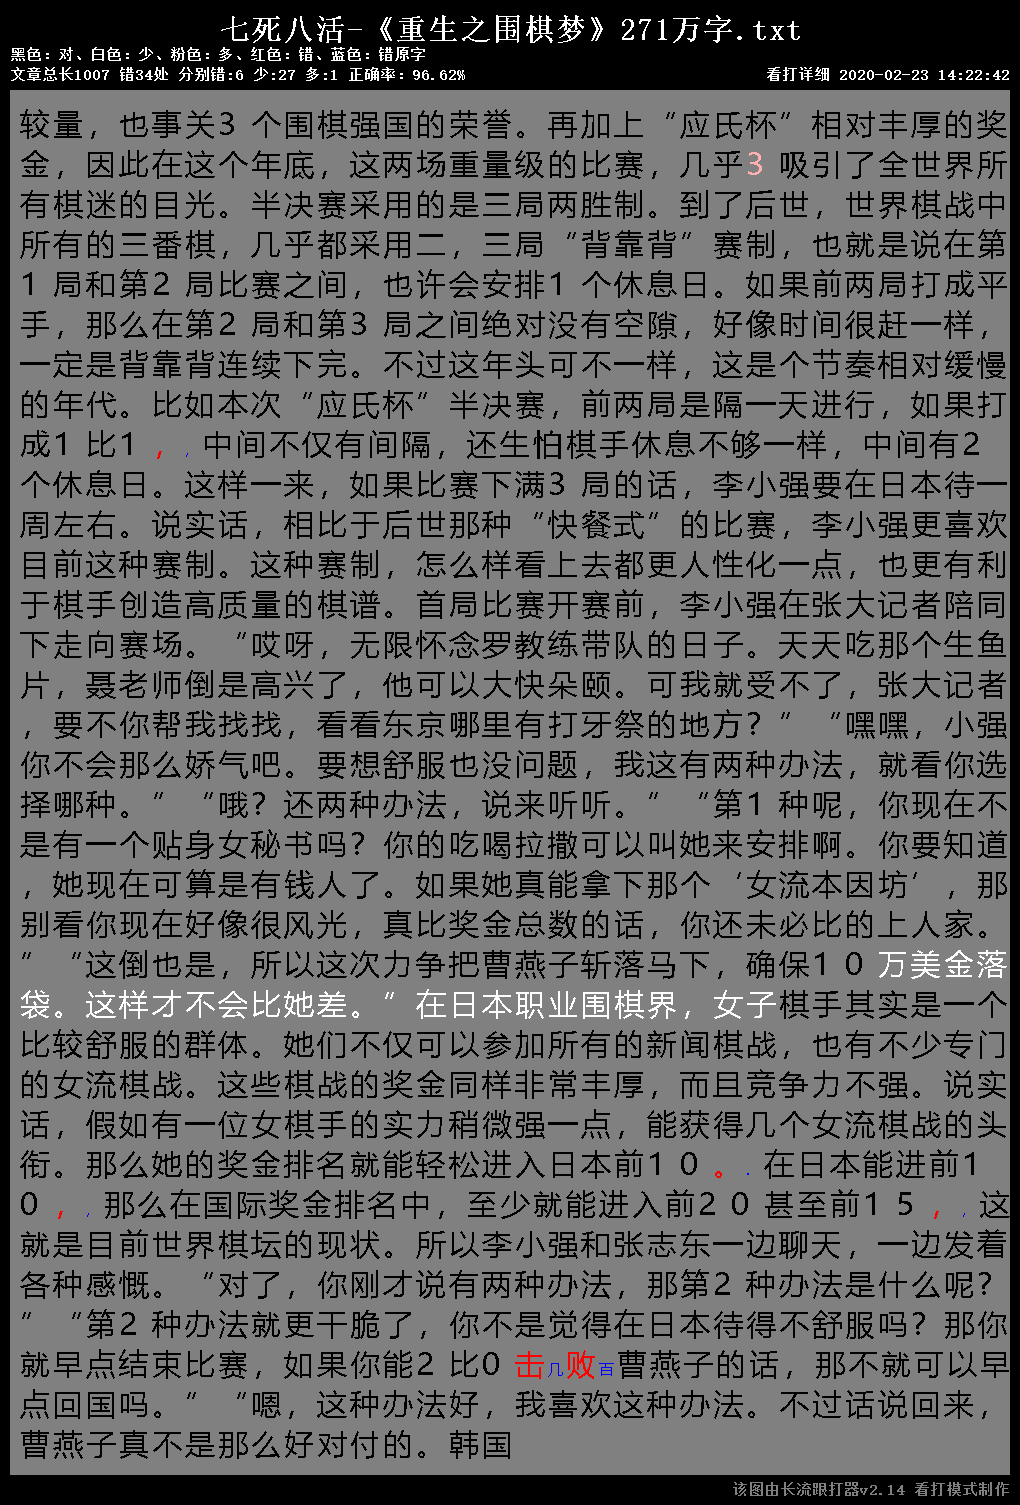 七死八活-《重生之围棋梦》271万字.txt
黑色：对、白色：少、粉色：多、红色：错、蓝色：错原字
文章总长1007 错34处 分别错:6 少:27 多:1 正确率：96.62%
看打详细 2020-02-23 14:22:42
较量，也事关3 个围棋强国的荣誉。再加上“应氏杯”相对丰厚的奖
金，因此在这个年底，这两场重量级的比赛，几乎3 吸引了全世界所
有棋迷的目光。半决赛采用的是三局两胜制。到了后世，世界棋战中
所有的三番棋，几乎都采用二，三局“背靠背”赛制，也就是说在第
1 局和第2 局比赛之间，也许会安排1 个休息日。如果前两局打成平
手，那么在第2 局和第3 局之间绝对没有空隙，好像时间很赶一样，
一定是背靠背连续下完。不过这年头可不一样，这是个节奏相对缓慢
的年代。比如本次“应氏杯”半决赛，前两局是隔一天进行，如果打
成1 比1 ，. 中间不仅有间隔，还生怕棋手休息不够一样，中间有2
个休息日。这样一来，如果比赛下满3 局的话，李小强要在日本待一
周左右。说实话，相比于后世那种“快餐式”的比赛，李小强更喜欢
目前这种赛制。这种赛制，怎么样看上去都更人性化一点，也更有利
于棋手创造高质量的棋谱。首局比赛开赛前，李小强在张大记者陪同
下走向赛场。“哎呀，无限怀念罗教练带队的日子。天天吃那个生鱼
片，聂老师倒是高兴了，他可以大快朵颐。可我就受不了，张大记者
，要不你帮我找找，看看东京哪里有打牙祭的地方？”“嘿嘿，小强
你不会那么娇气吧。要想舒服也没问题，我这有两种办法，就看你选
择哪种。”“哦？还两种办法，说来听听。”“第1 种呢，你现在不
是有一个贴身女秘书吗？你的吃喝拉撒可以叫她来安排啊。你要知道
，她现在可算是有钱人了。如果她真能拿下那个‘女流本因坊’，那
别看你现在好像很风光，真比奖金总数的话，你还未必比的上人家。
”“这倒也是，所以这次力争把曹燕子斩落马下，确保1 0 万美金落
袋。这样才不会比她差。”在日本职业围棋界，女子棋手其实是一个
比较舒服的群体。她们不仅可以参加所有的新闻棋战，也有不少专门
的女流棋战。这些棋战的奖金同样非常丰厚，而且竞争力不强。说实
话，假如有一位女棋手的实力稍微强一点，能获得几个女流棋战的头
衔。那么她的奖金排名就能轻松进入日本前1 0 。. 在日本能进前1
0 ，, 那么在国际奖金排名中，至少就能进入前2 0 甚至前1 5 ，, 这
就是目前世界棋坛的现状。所以李小强和张志东一边聊天，一边发着
各种感慨。“对了，你刚才说有两种办法，那第2 种办法是什么呢？
”“第2 种办法就更干脆了，你不是觉得在日本待得不舒服吗？那你
就早点结束比赛，如果你能2 比0 击几败百曹燕子的话，那不就可以早
点回国吗。”“嗯，这种办法好，我喜欢这种办法。不过话说回来，
曹燕子真不是那么好对付的。韩国
该图由长流跟打器v2.14 看打模式制作